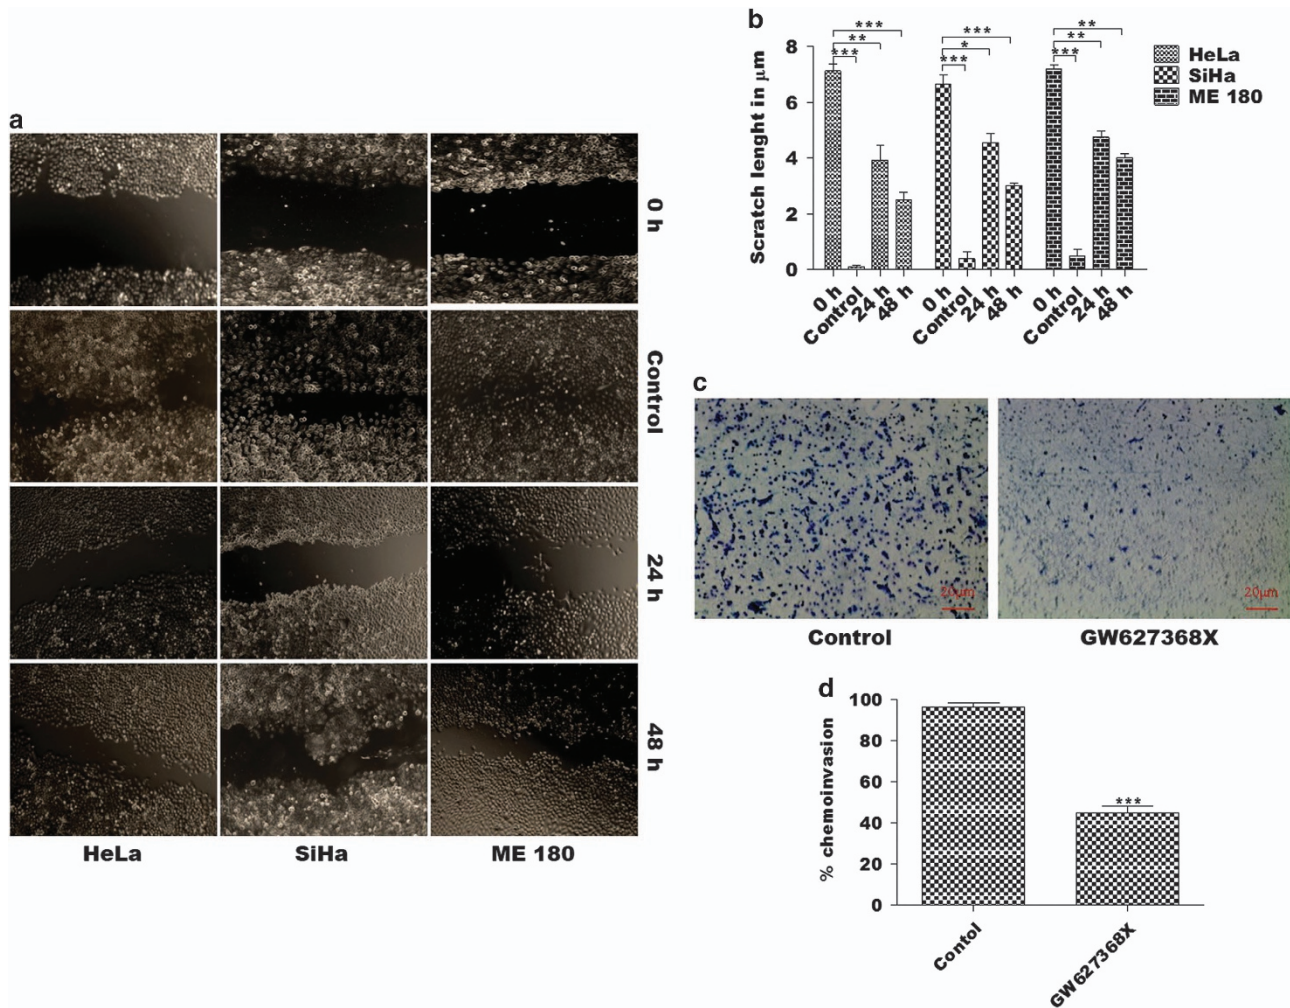 a
0 h
Control
24 h
48 h
HeLa SiHa ME 180
b
Scratch lenght in μm
8
6
4
2
0
*** ** ***
*** * ***
*** ** **
0 h Control 24 h 48 h 0 h Control 24 h 48 h 0 h Control 24 h 48 h
HeLa
SiHa
ME 180
c
20μm 20μm
Control GW627368X
d
% chemoinvasion
100
80
60
40
20
0
***
Contol GW627368X